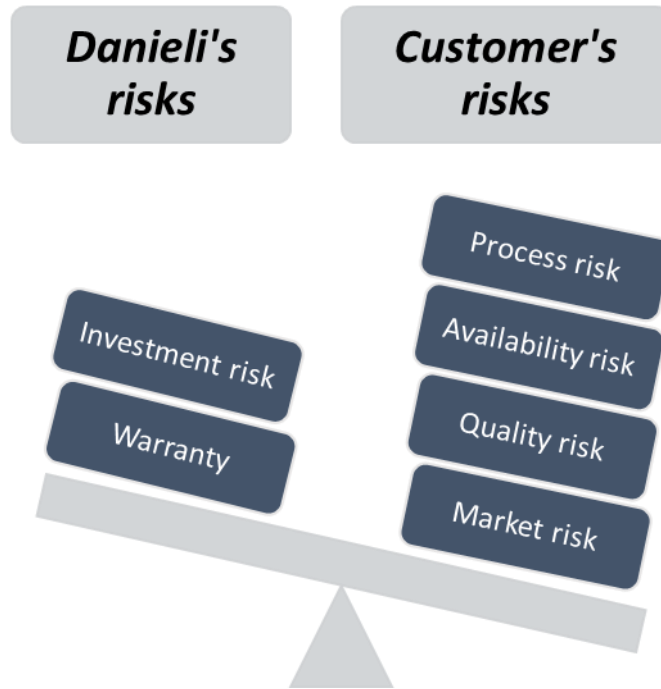 Danieli's
risks
Customer's
risks
Investment risk
Warranty
Process risk
Availability risk
Quality risk
Market risk